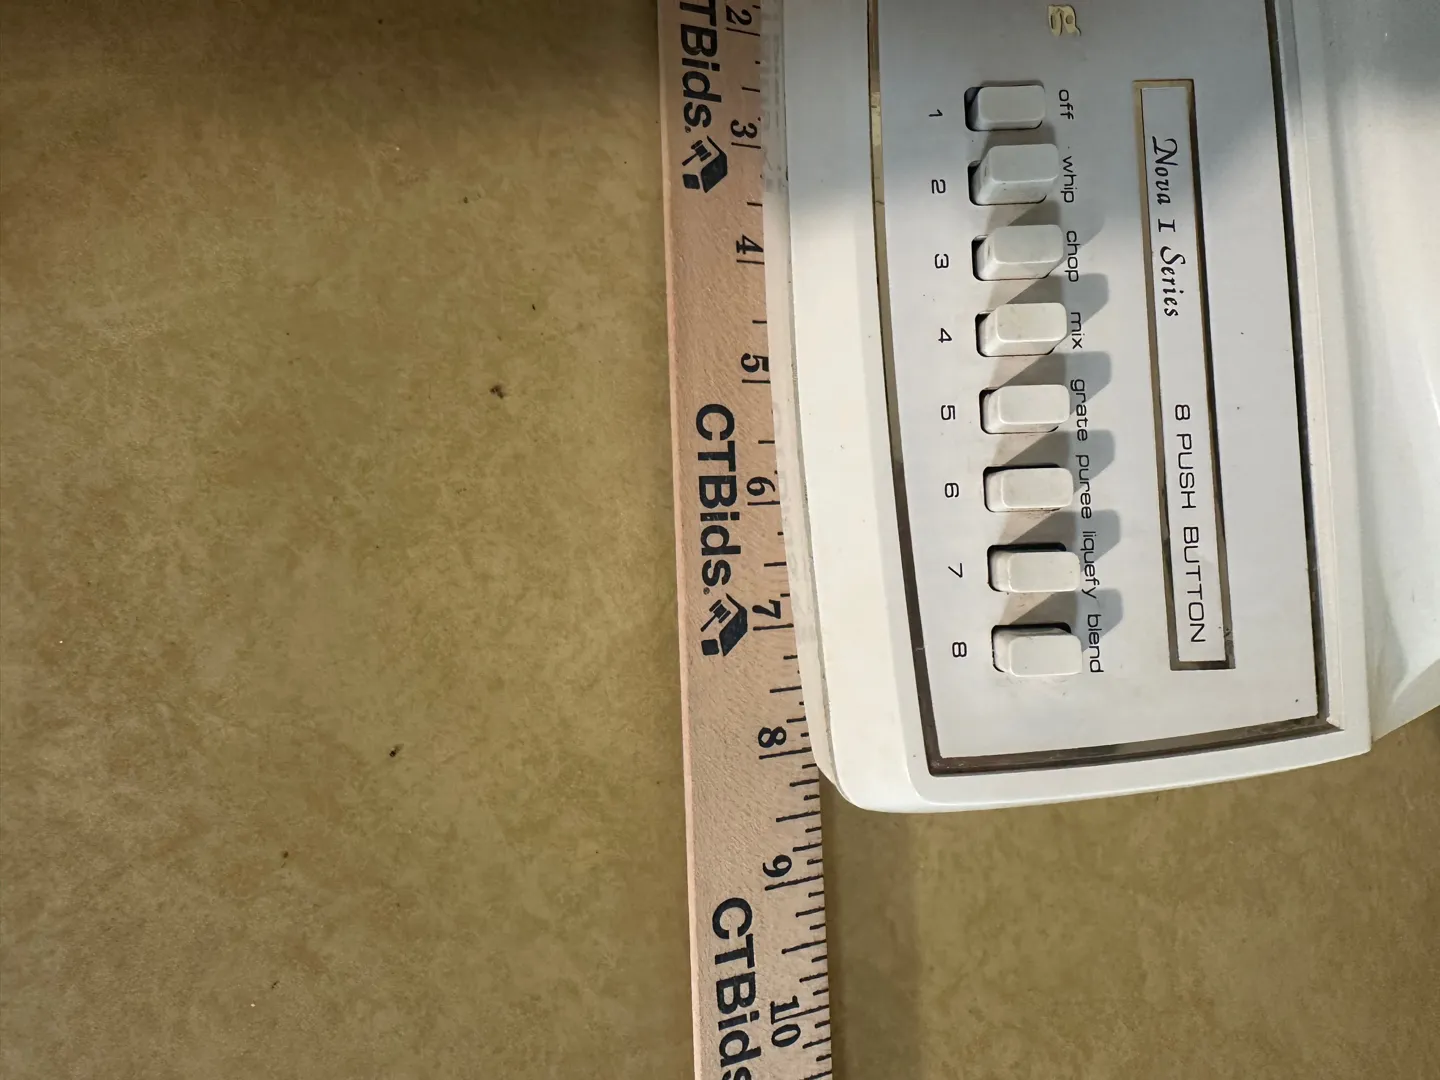 Nova 1 Series 8 PUSH BUTTON
off whip chop mix grate puree liquefy blend
1 2 3 4 5 6 7 8
2 3 4 5 6 7 8 9 10
CTBids. CTBids. CTBids